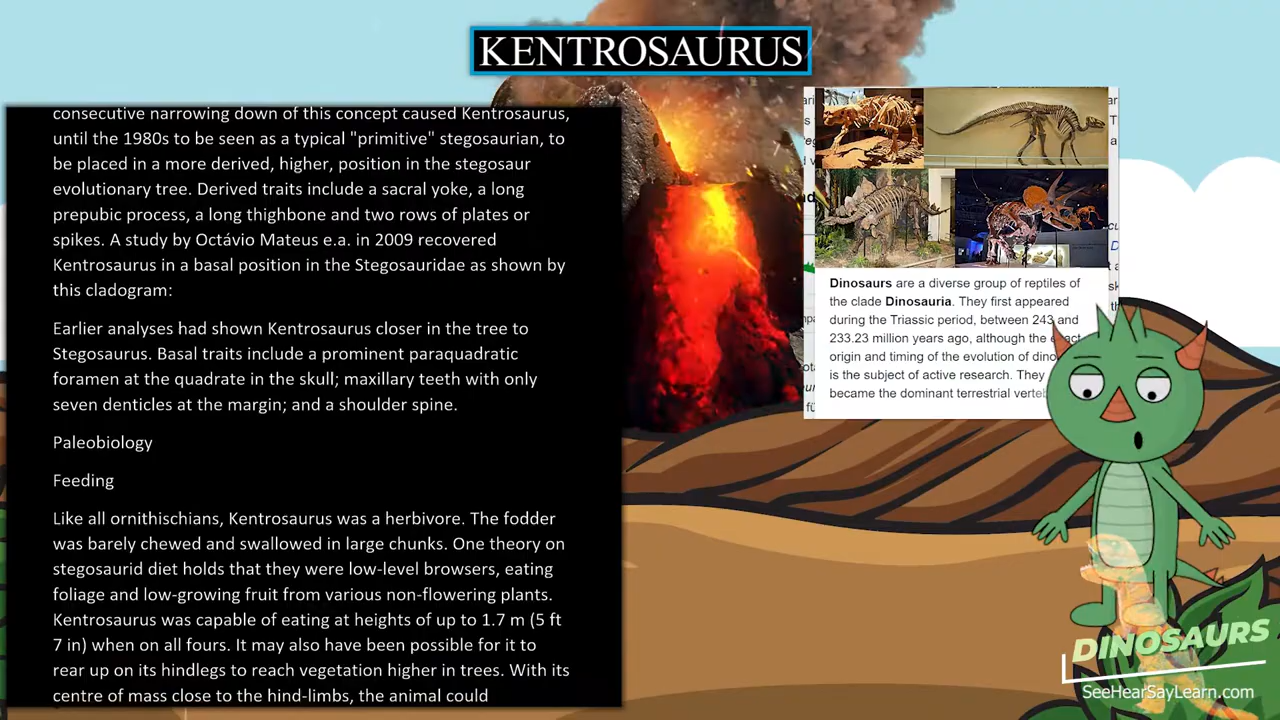 KENTROSAURUS
consecutive narrowing down of this concept caused Kentrosaurus,
until the 1980s to be seen as a typical "primitive" stegosaurian, to
be placed in a more derived, higher, position in the stegosaur
evolutionary tree. Derived traits include a sacral yoke, a long
prepubic process, a long thighbone and two rows of plates or
spikes. A study by Octávio Mateus e.a. in 2009 recovered
Kentrosaurus in a basal position in the Stegosauridae as shown by
this cladogram:
Earlier analyses had shown Kentrosaurus closer in the tree to
Stegosaurus. Basal traits include a prominent paraquadratic
foramen at the quadrate in the skull; maxillary teeth with only
seven denticles at the margin; and a shoulder spine.
Paleobiology
Feeding
Like all ornithischians, Kentrosaurus was a herbivore. The fodder
was barely chewed and swallowed in large chunks. One theory on
stegosaurid diet holds that they were low-level browsers, eating
foliage and low-growing fruit from various non-flowering plants.
Kentrosaurus was capable of eating at heights of up to 1.7 m (5 ft
7 in) when on all fours. It may also have been possible for it to
rear up on its hindlegs to reach vegetation higher in trees. With its
centre of mass close to the hind-limbs, the animal could
Dinosaurs are a diverse group of reptiles of
the clade Dinosauria. They first appeared
during the Triassic period, between 243 and
233.23 million years ago, although the
origin and timing of the evolution of
is the subject of active research. They
became the dominant terrestrial
DINOSAURS
SeeHearSayLearn.com